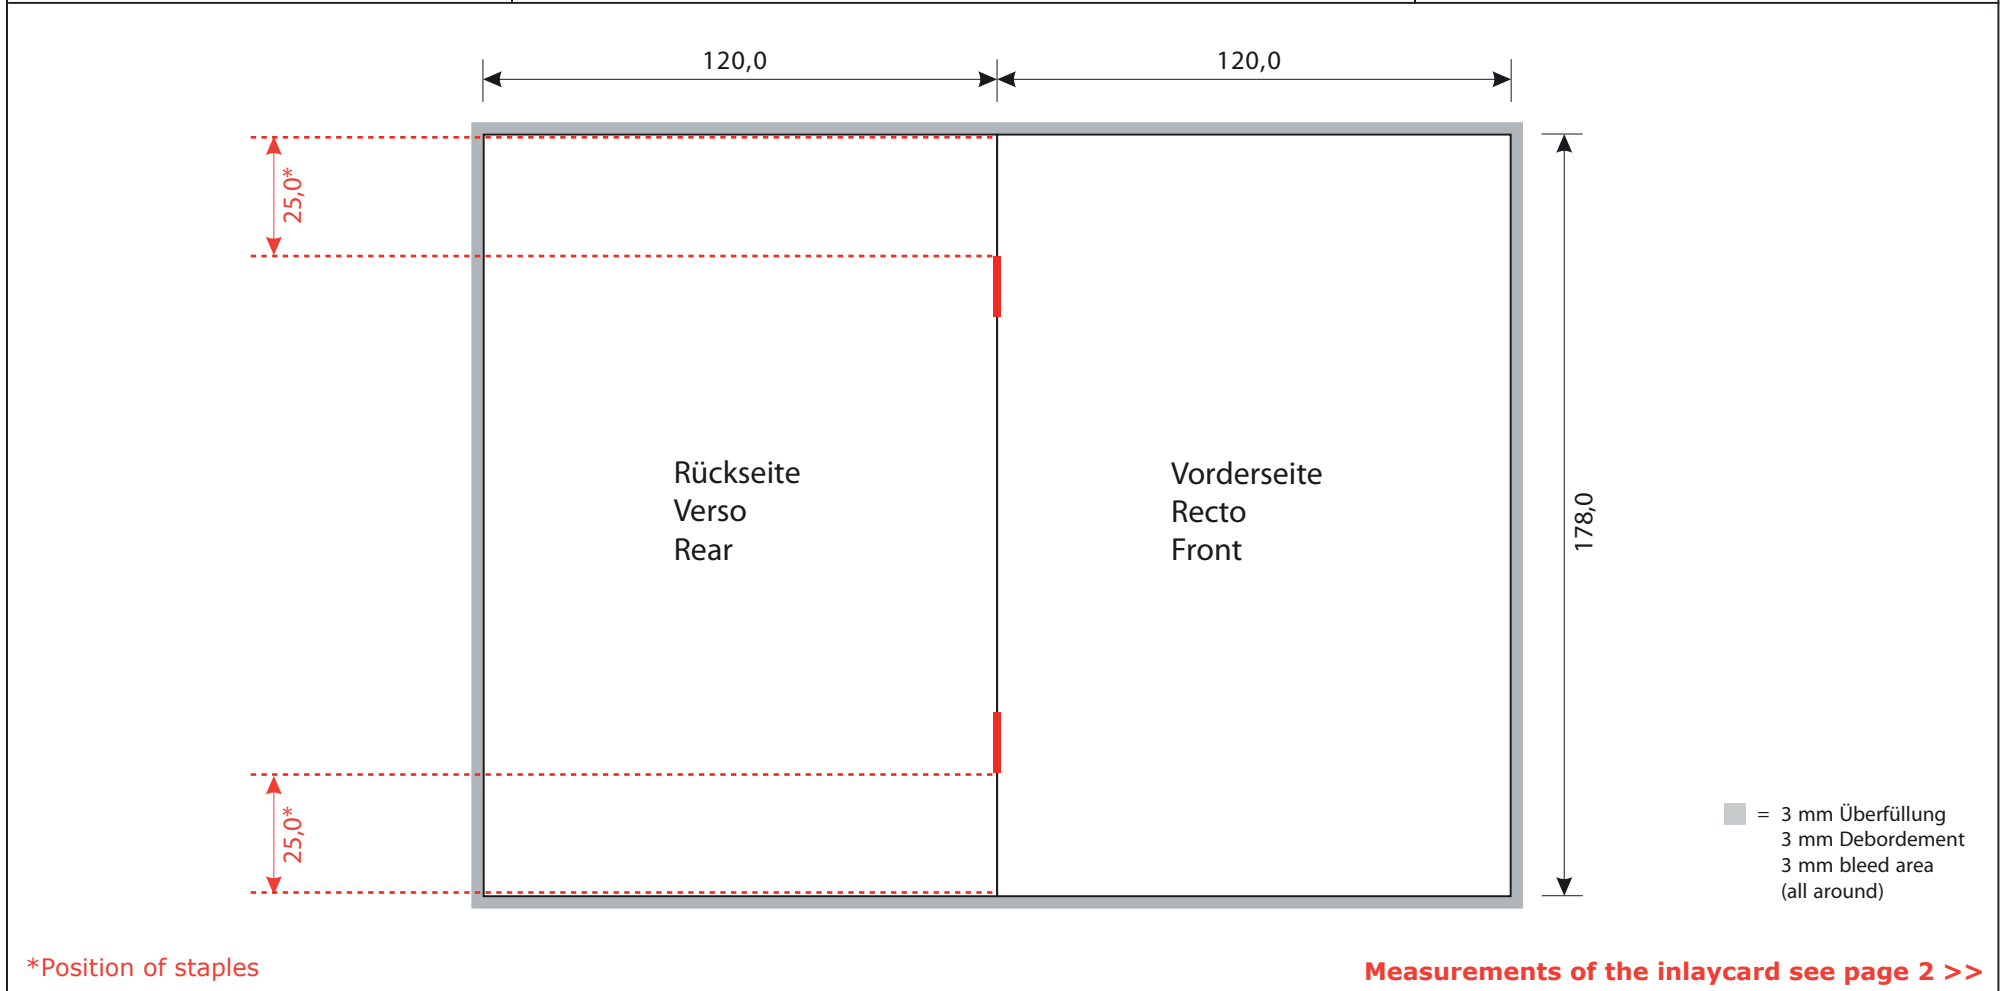 120,0
120,0
25,0*
Rückseite
Verso
Rear
Vorderseite
Recto
Front
178,0
25,0*
= 3 mm Überfüllung
3 mm Debordement
3 mm bleed area
(all around)
*Position of staples
Measurements of the inlaycard see page 2 >>